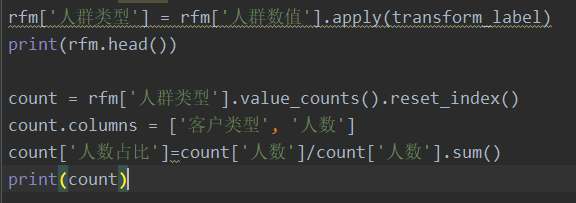 rfm['人群类型'] = rfm['人群数值'].apply(transform_label)
print(rfm.head())
count = rfm['人群类型'].value_counts().reset_index()
count.columns = ['客户类型', '人数']
count['人数占比']=count['人数']/count['人数'].sum()
print(count)